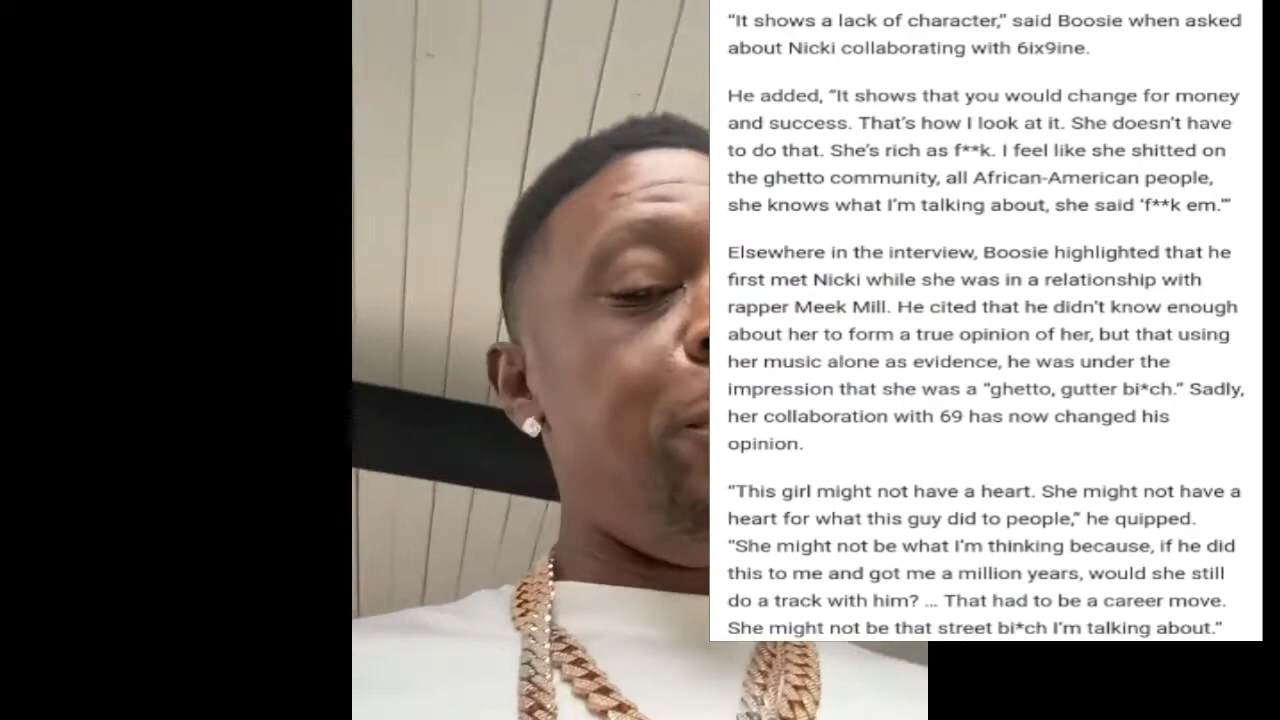 “It shows a lack of character,” said Boosie when asked
about Nicki collaborating with 6ix9ine.
He added, “It shows that you would change for money
and success. That’s how I look at it. She doesn’t have
to do that. She’s rich as f**k. I feel like she shitted on
the ghetto community, all African-American people,
she knows what I’m talking about, she said ‘f**k em.’”
Elsewhere in the interview, Boosie highlighted that he
first met Nicki while she was in a relationship with
rapper Meek Mill. He cited that he didn’t know enough
about her to form a true opinion of her, but that using
her music alone as evidence, he was under the
impression that she was a “ghetto, gutter bi*ch.” Sadly,
her collaboration with 69 has now changed his
opinion.
“This girl might not have a heart. She might not have a
heart for what this guy did to people,” he quipped.
“She might not be what I’m thinking because, if he did
this to me and got me a million years, would she still
do a track with him? … That had to be a career move.
She might not be that street bi*ch I’m talking about.”